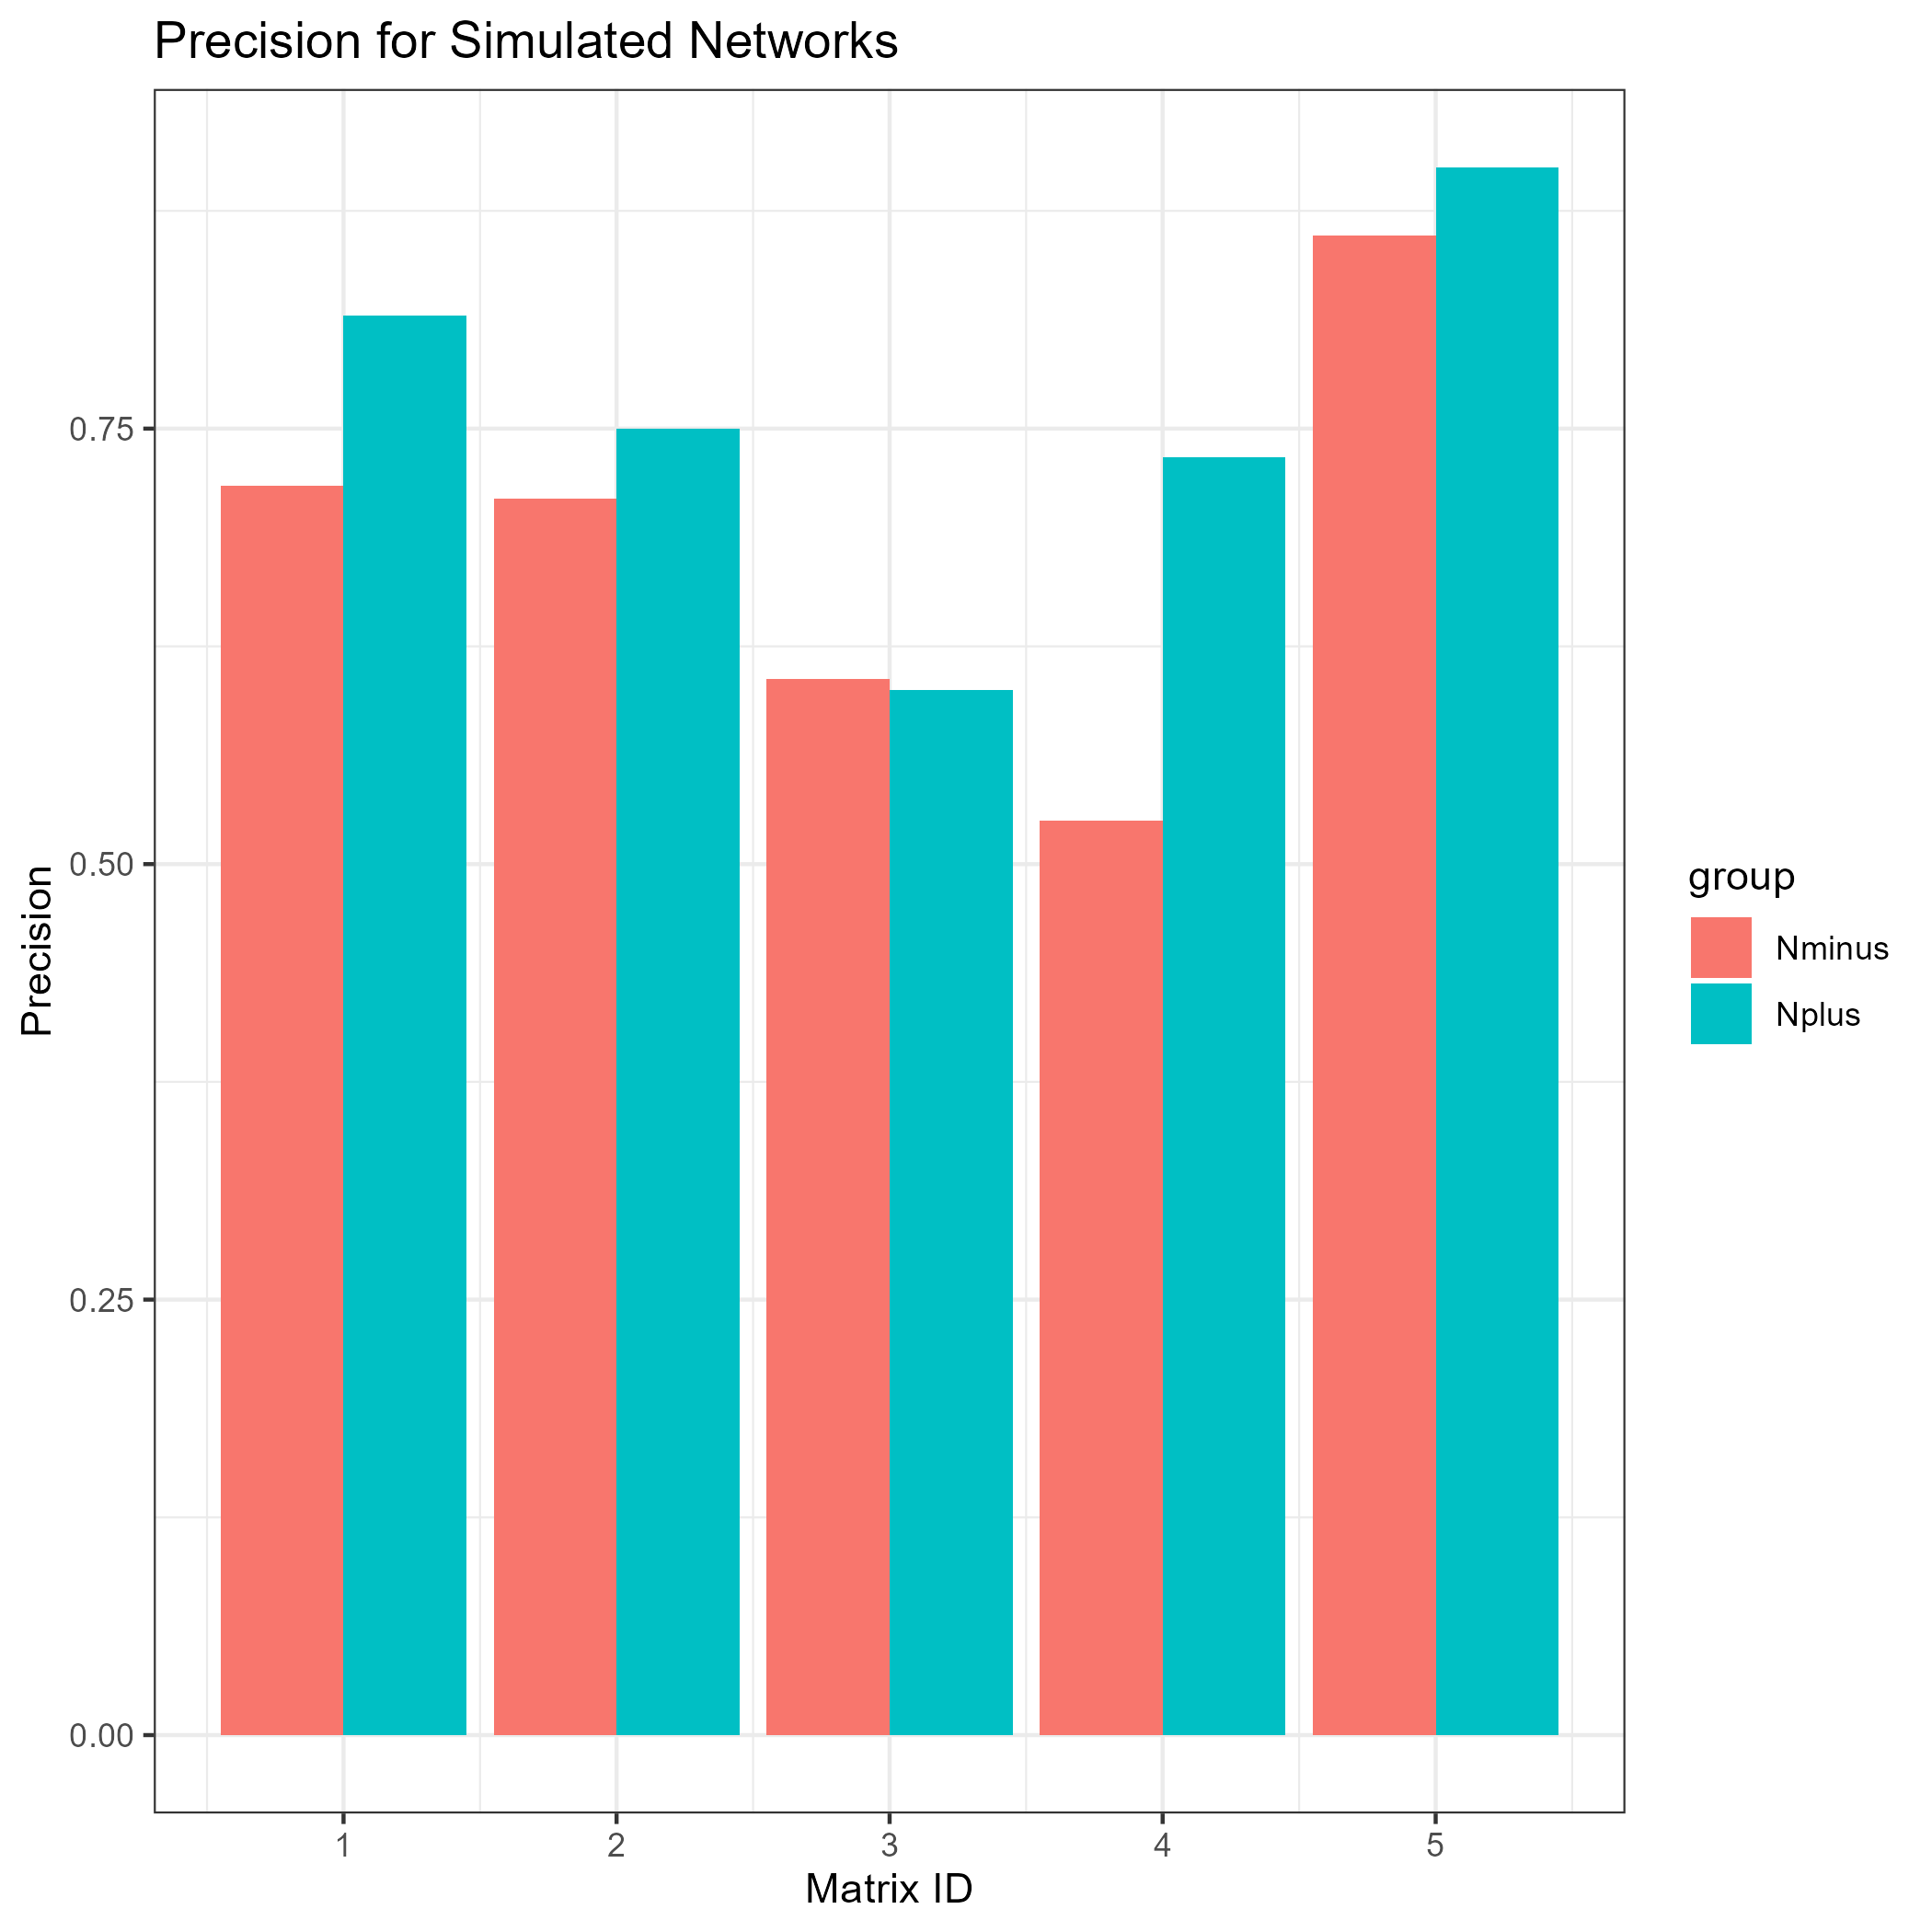 Precision for Simulated Networks
Precision
0.75
0.50
0.25
0.00
1 2 3 4 5
Matrix ID
group
Nminus
Nplus